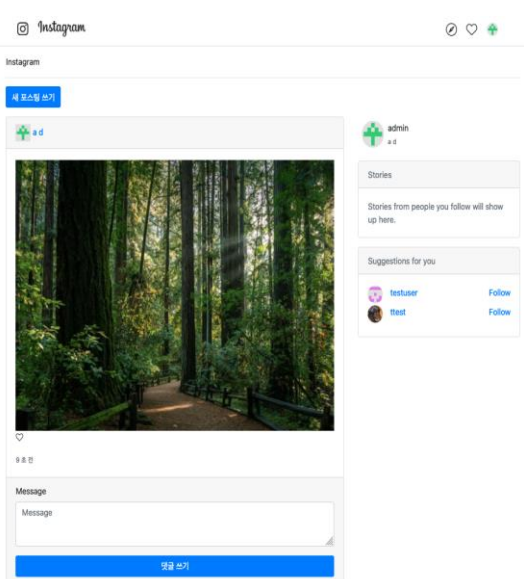 Instagram
Instagram
새 포스팅 쓰기
a d
9 초 전
Message
Message
댓글 쓰기
admin
a d
Stories
Stories from people you follow will show
up here.
Suggestions for you
testuser Follow
ttest Follow